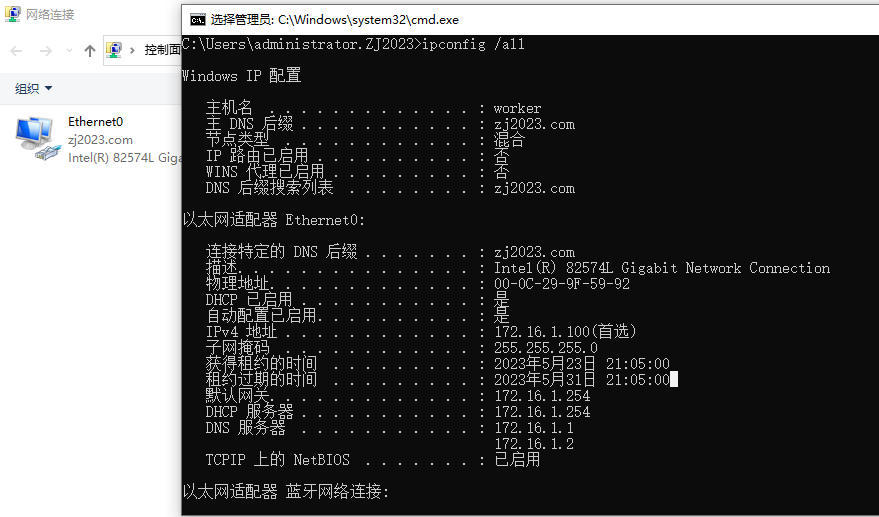 网络连接
控制面
组织
Ethernet0
zj2023.com
Intel(R) 82574L Giga
选择管理员: C:\Windows\system32\cmd.exe
C:\Users\administrator.ZJ2023>ipconfig /all
Windows IP 配置
主机名 . . . . . . . . . . . . . : worker
主 DNS 后缀 . . . . . . . . . . . : zj2023.com
节点类型 . . . . . . . . . . . . : 混合
IP 路由已启用 . . . . . . . . . . : 否
WINS 代理已启用 . . . . . . . . . : 否
DNS 后缀搜索列表 . . . . . . . . : zj2023.com
以太网适配器 Ethernet0:
连接特定的 DNS 后缀 . . . . . . . : zj2023.com
描述. . . . . . . . . . . . . . . : Intel(R) 82574L Gigabit Network Connection
物理地址. . . . . . . . . . . . . : 00-0C-29-9F-59-92
DHCP 已启用 . . . . . . . . . . . : 是
自动配置已启用. . . . . . . . . . : 是
IPv4 地址 . . . . . . . . . . . . : 172.16.1.100(首选)
子网掩码 . . . . . . . . . . . . : 255.255.255.0
获得租约的时间 . . . . . . . . . : 2023年5月23日 21:05:00
租约过期的时间 . . . . . . . . . : 2023年5月31日 21:05:00
默认网关. . . . . . . . . . . . . : 172.16.1.254
DHCP 服务器 . . . . . . . . . . . : 172.16.1.254
DNS 服务器 . . . . . . . . . . . : 172.16.1.1
172.16.1.2
TCPIP 上的 NetBIOS . . . . . . . : 已启用
以太网适配器 蓝牙网络连接: